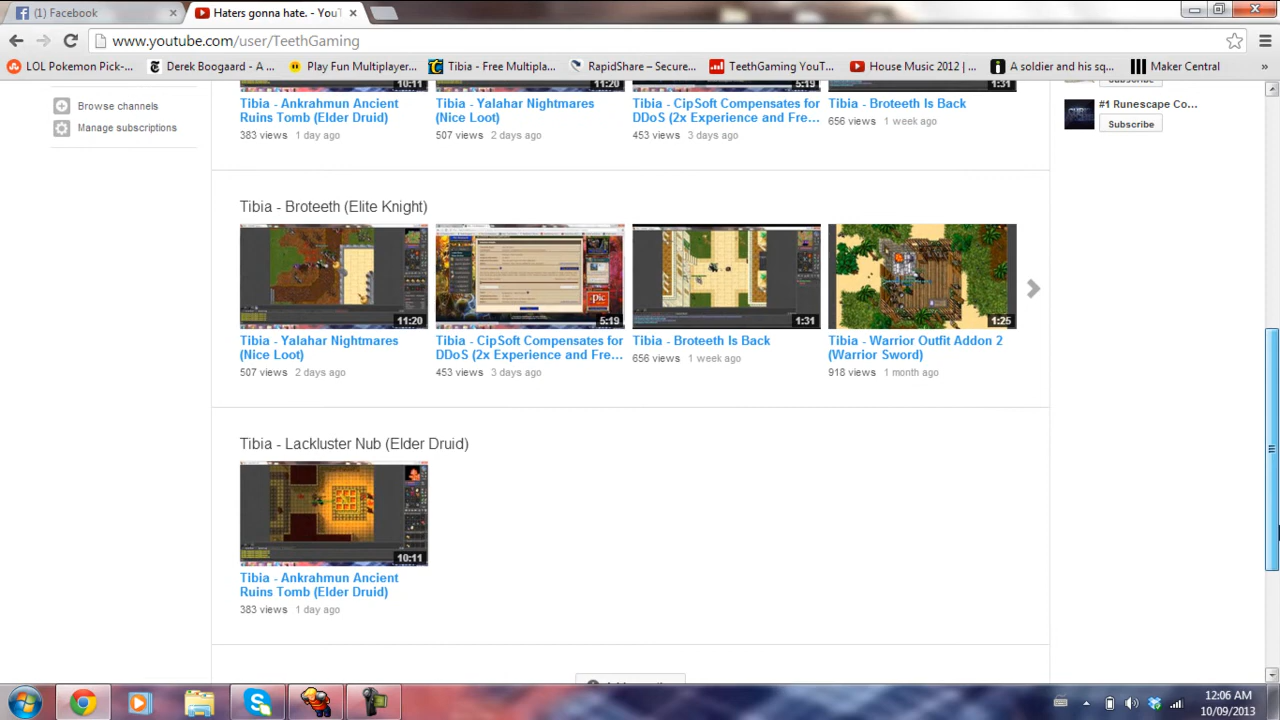 (1) Facebook
Haters gonna hate. - YouT
www.youtube.com/user/TeethGaming
LOL Pokemon Pick-...
Derek Boogaard - A ...
Play Fun Multiplayer...
Tibia - Free Multipla...
RapidShare – Secure...
TeethGaming YouT...
House Music 2012 | ...
A soldier and his sq...
Maker Central
»
Browse channels
Manage subscriptions
Tibia - Ankrahmun Ancient
Ruins Tomb (Elder Druid)
383 views 1 day ago
Tibia - Yalahar Nightmares
(Nice Loot)
507 views 2 days ago
Tibia - CipSoft Compensates for
DDoS (2x Experience and Fre...
453 views 3 days ago
Tibia - Broteeth Is Back
656 views 1 week ago
#1 Runescape Co...
Subscribe
Tibia - Broteeth (Elite Knight)
11:20
5:19
1:31
1:25
Tibia - Yalahar Nightmares
(Nice Loot)
507 views 2 days ago
Tibia - CipSoft Compensates for
DDoS (2x Experience and Fre...
453 views 3 days ago
Tibia - Broteeth Is Back
656 views 1 week ago
Tibia - Warrior Outfit Addon 2
(Warrior Sword)
918 views 1 month ago
Tibia - Lackluster Nub (Elder Druid)
10:11
Tibia - Ankrahmun Ancient
Ruins Tomb (Elder Druid)
383 views 1 day ago
12:06 AM
10/09/2013